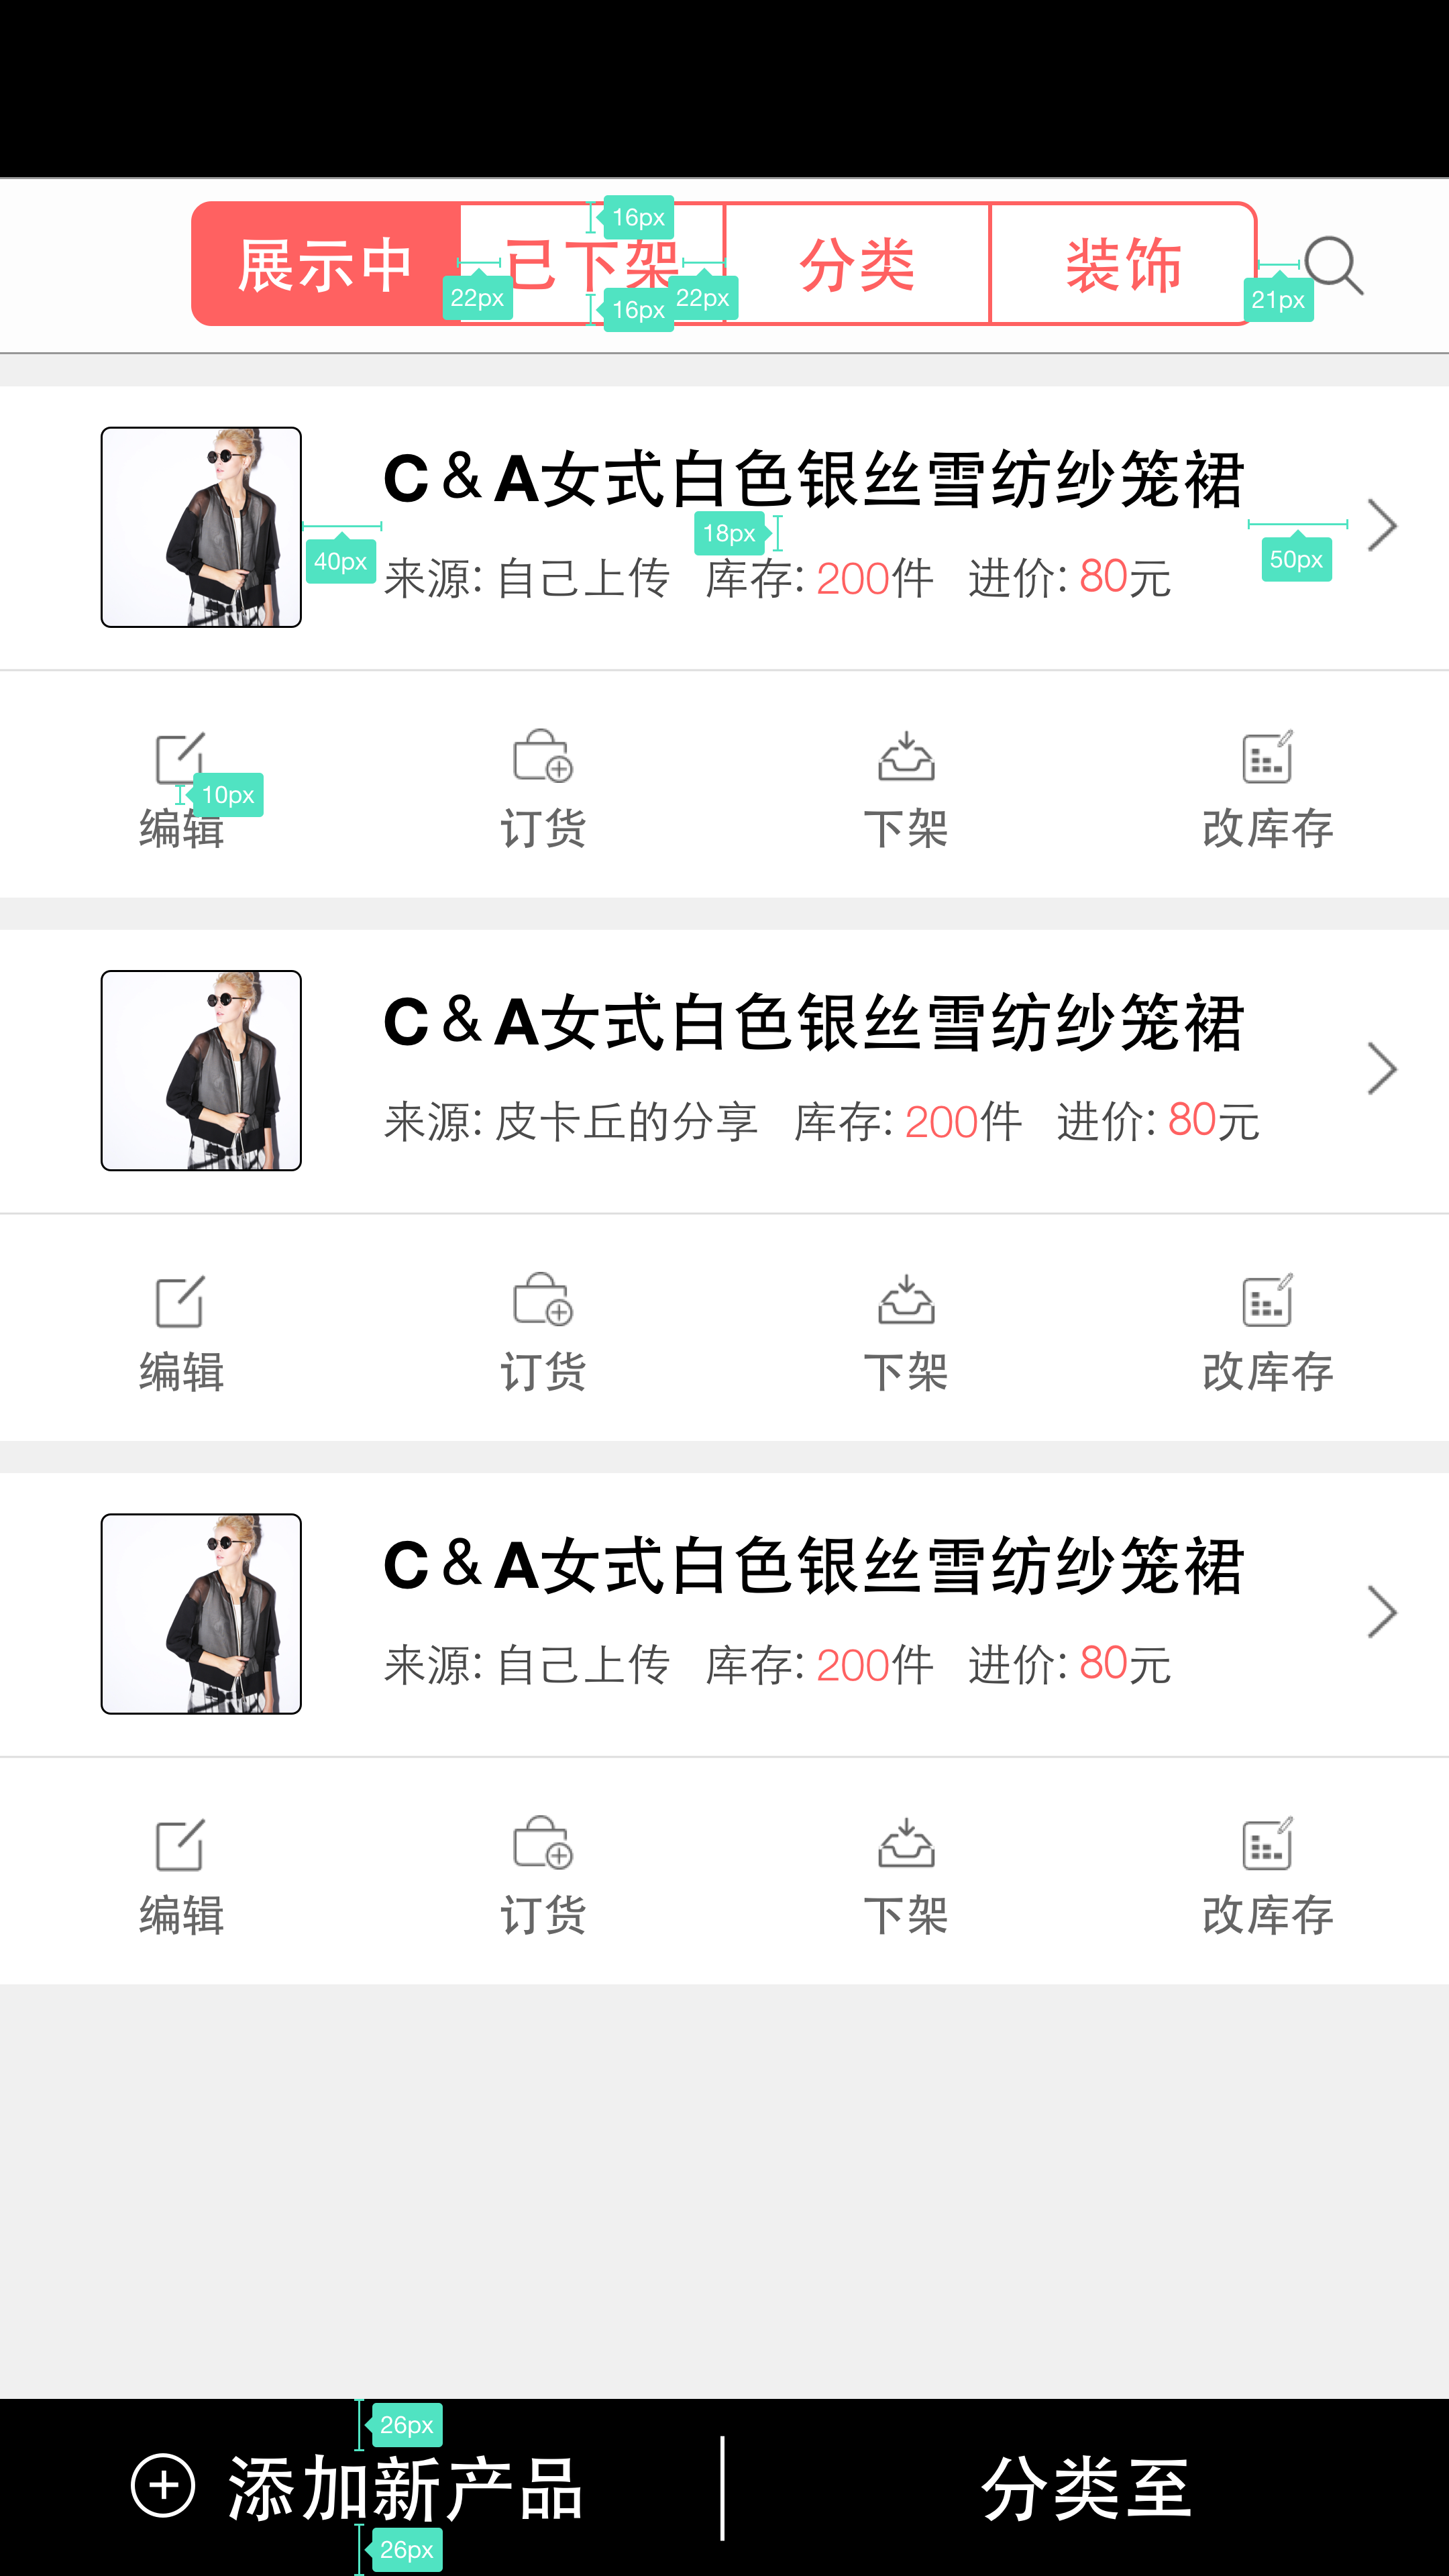 16px
展示中 已下架 分类 装饰
22px 16px 22px 21px
C＆A女式白色银丝雪纺纱笼裙
18px
40px 50px
来源: 自己上传 库存: 200件 进价: 80元
10px
编辑 订货 下架 改库存
C＆A女式白色银丝雪纺纱笼裙
来源: 皮卡丘的分享 库存: 200件 进价: 80元
编辑 订货 下架 改库存
C＆A女式白色银丝雪纺纱笼裙
来源: 自己上传 库存: 200件 进价: 80元
编辑 订货 下架 改库存
26px
添加新产品 分类至
26px